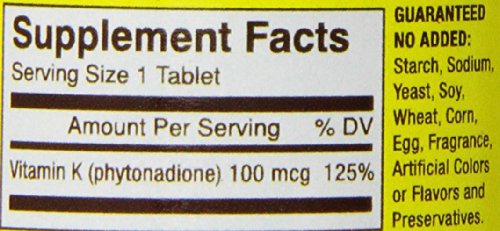 Supplement Facts
Serving Size 1 Tablet
Amount Per Serving % DV
Vitamin K (phytonadione) 100 mcg 125%
GUARANTEED
NO ADDED:
Starch, Sodium,
Yeast, Soy,
Wheat, Corn,
Egg, Fragrance,
Artificial Colors
or Flavors and
Preservatives.